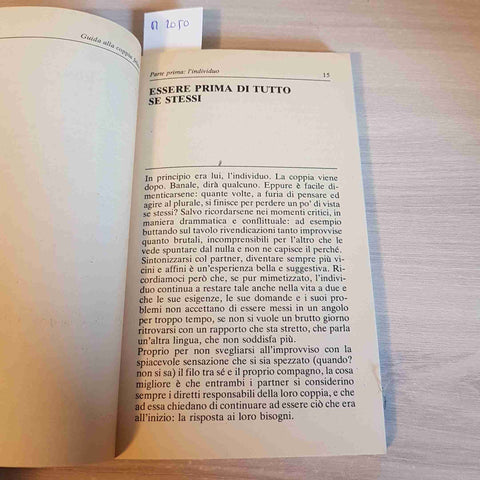 Ω 2050
Guida alla coppia
Parte prima: l'individuo
15
ESSERE PRIMA DI TUTTO
SE STESSI
In principio era lui, l'individuo. La coppia viene
dopo. Banale, dirà qualcuno. Eppure è facile di-
menticarsene: quante volte, a furia di pensare ed
agire al plurale, si finisce per perdere un po' di vista
se stessi? Salvo ricordarsene nei momenti critici, in
maniera drammatica e conflittuale: ad esempio
buttando sul tavolo rivendicazioni tanto improvvise
quanto brutali, incomprensibili per l'altro che le
vede spuntare dal nulla e non ne capisce il perché.
Sintonizzarsi col partner, diventare sempre più vi-
cini e affini è un'esperienza bella e suggestiva. Ri-
cordiamoci però che, se pur mimetizzato, l'indivi-
duo continua a restare tale anche nella vita a due e
che le sue esigenze, le sue domande e i suoi pro-
blemi non accettano di essere messi in un angolo
per troppo tempo, se non si vuole un brutto giorno
ritrovarsi con un rapporto che sta stretto, che parla
un'altra lingua, che non soddisfa più.
Proprio per non svegliarsi all'improvviso con la
spiacevole sensazione che si sia spezzato (quando?
non si sa) il filo tra sé e il proprio compagno, la cosa
migliore è che entrambi i partner si considerino
sempre i diretti responsabili della loro coppia, e che
ad essa chiedano di continuare ad essere ciò che era
all'inizio: la risposta ai loro bisogni.